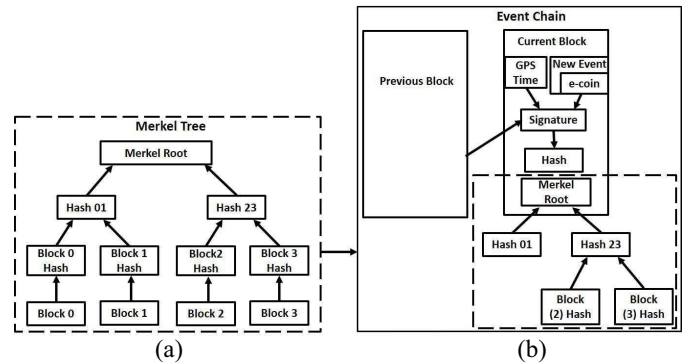 Merkel Tree
Merkel Root
Hash 01
Hash 23
Block 0
Hash
Block 1
Hash
Block2
Hash
Block 3
Hash
Block 0
Block 1
Block 2
Block 3
(a)
Event Chain
Previous Block
Current Block
GPS
Time
New Event
e-coin
Signature
Hash
Merkel
Root
Hash 01
Hash 23
Block
(2) Hash
Block
(3) Hash
(b)